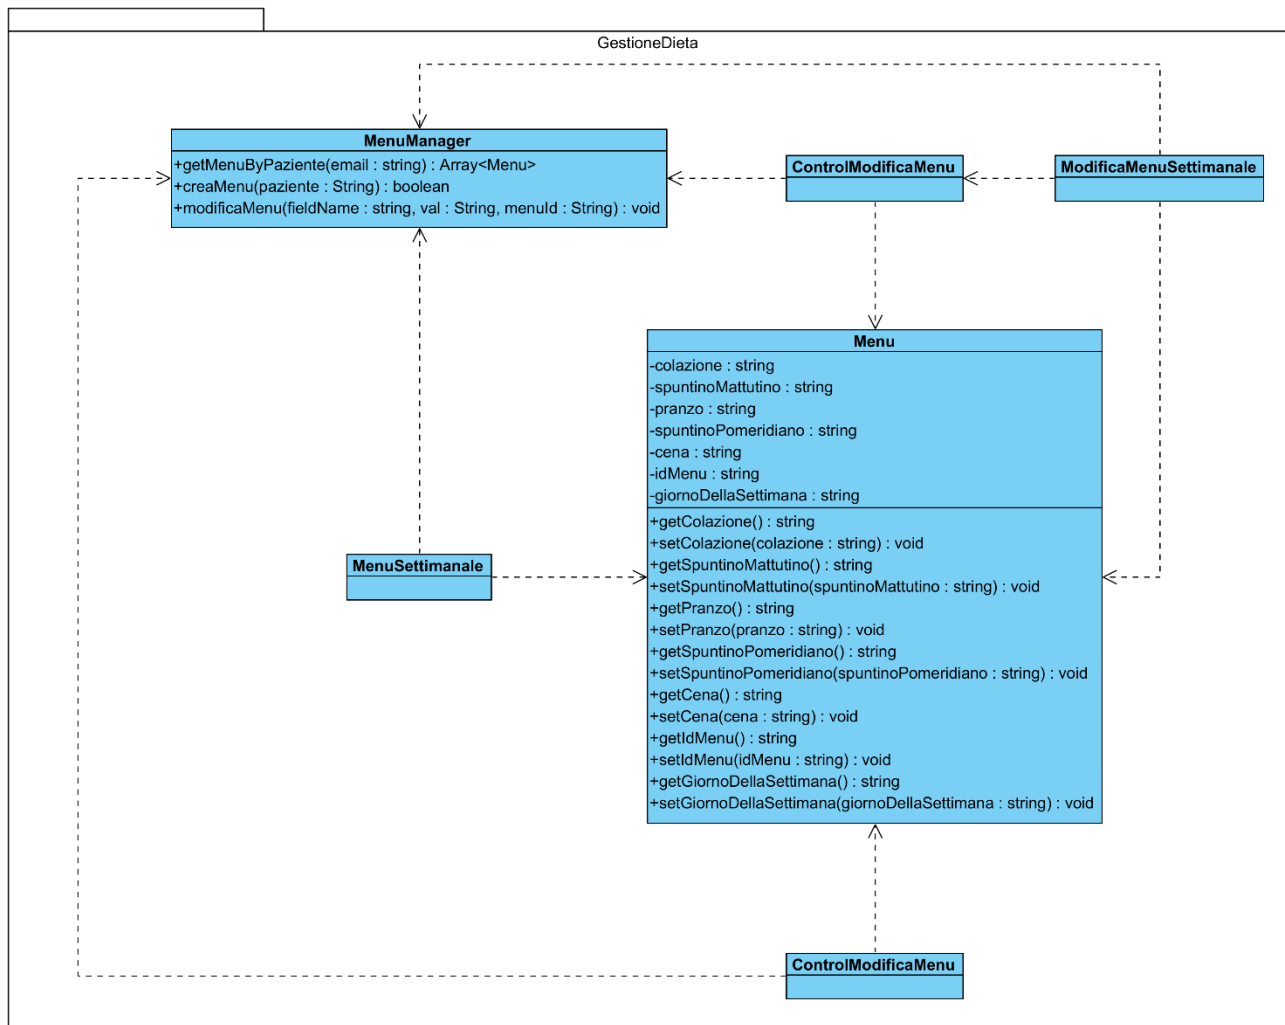 GestioneDieta
MenuManager
+getMenuByPaziente(email : string) : Array<Menu>
+creaMenu(paziente : String) : boolean
+modificaMenu(fieldName : string, val : String, menuId : String) : void
ControlModificaMenu
ModificaMenuSettimanale
Menu
-colazione : string
-spuntinoMattutino : string
-pranzo : string
-spuntinoPomeridiano : string
-cena : string
-idMenu : string
-giornoDellaSettimana : string
+getColazione() : string
+setColazione(colazione : string) : void
+getSpuntinoMattutino() : string
+setSpuntinoMattutino(spuntinoMattutino : string) : void
+getPranzo() : string
+setPranzo(pranzo : string) : void
+getSpuntinoPomeridiano() : string
+setSpuntinoPomeridiano(spuntinoPomeridiano : string) : void
+getCena() : string
+setCena(cena : string) : void
+getIdMenu() : string
+setIdMenu(idMenu : string) : void
+getGiornoDellaSettimana() : string
+setGiornoDellaSettimana(giornoDellaSettimana : string) : void
MenuSettimanale
ControlModificaMenu